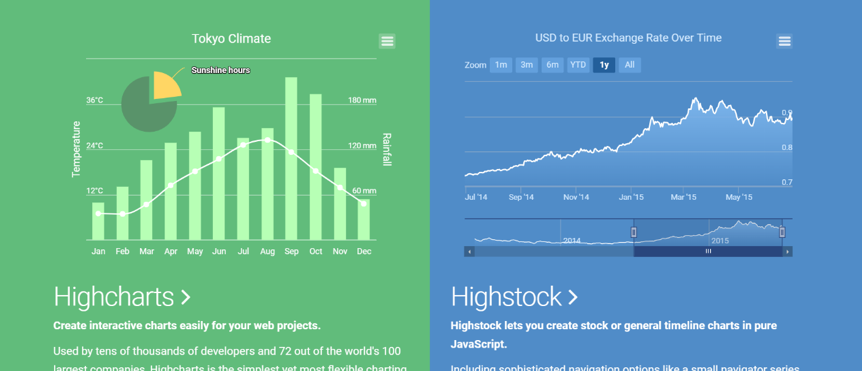 Tokyo Climate
Sunshine hours
36°C
24°C
12°C
Temperature
180 mm
120 mm
60 mm
Rainfall
Jan Feb Mar Apr May Jun Jul Aug Sep Oct Nov Dec
Highcharts
Create interactive charts easily for your web projects.
Used by tens of thousands of developers and 72 out of the world's 100
largest companies, Highcharts is the simplest yet most flexible charting
USD to EUR Exchange Rate Over Time
Zoom 1m 3m 6m YTD 1y All
0.9
0.8
0.7
Jul '14 Sep '14 Nov '14 Jan '15 Mar '15 May '15
2014 2015
Highstock
Highstock lets you create stock or general timeline charts in pure
JavaScript.
Including sophisticated navigation options like a small navigator series